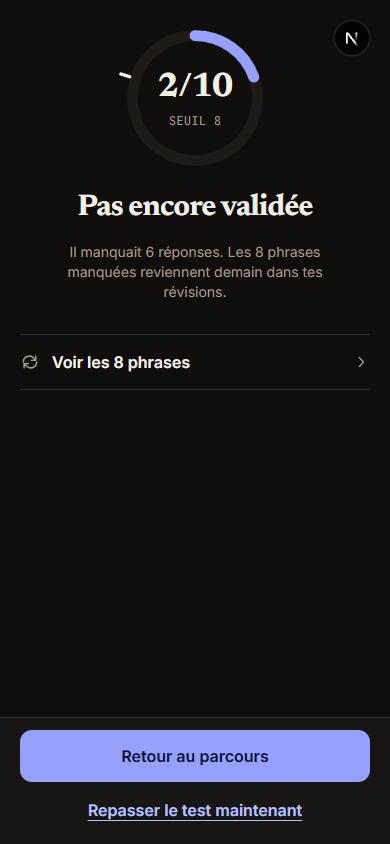 N
2/10
SEUIL 8
Pas encore validée
Il manquait 6 réponses. Les 8 phrases
manquées reviennent demain dans tes
révisions.
Voir les 8 phrases
Retour au parcours
Repasser le test maintenant